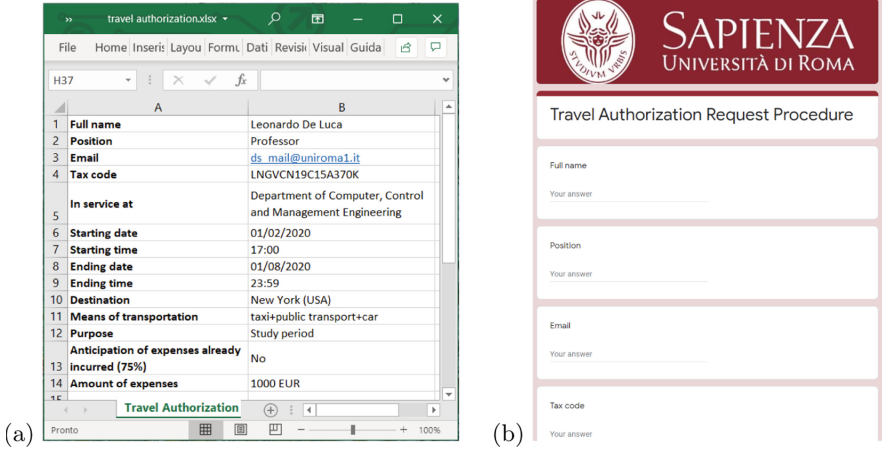 travel authorization.xlsx
File Home Inseris Layou Formu Dati Revisio Visual Guida
H37 fx
A B
1 Full name Leonardo De Luca
2 Position Professor
3 Email ds_mail@uniroma1.it
4 Tax code LNGVCN19C15A370K
5 In service at Department of Computer, Control
and Management Engineering
6 Starting date 01/02/2020
7 Starting time 17:00
8 Ending date 01/08/2020
9 Ending time 23:59
10 Destination New York (USA)
11 Means of transportation taxi+public transport+car
12 Purpose Study period
Anticipation of expenses already
13 incurred (75%) No
14 Amount of expenses 1000 EUR
15
Travel Authorization
Pronto 100%
(a)
STVDIVM VRBIS
SAPIENZA
UNIVERSITÀ DI ROMA
Travel Authorization Request Procedure
Full name
Your answer
Position
Your answer
Email
Your answer
Tax code
Your answer
(b)